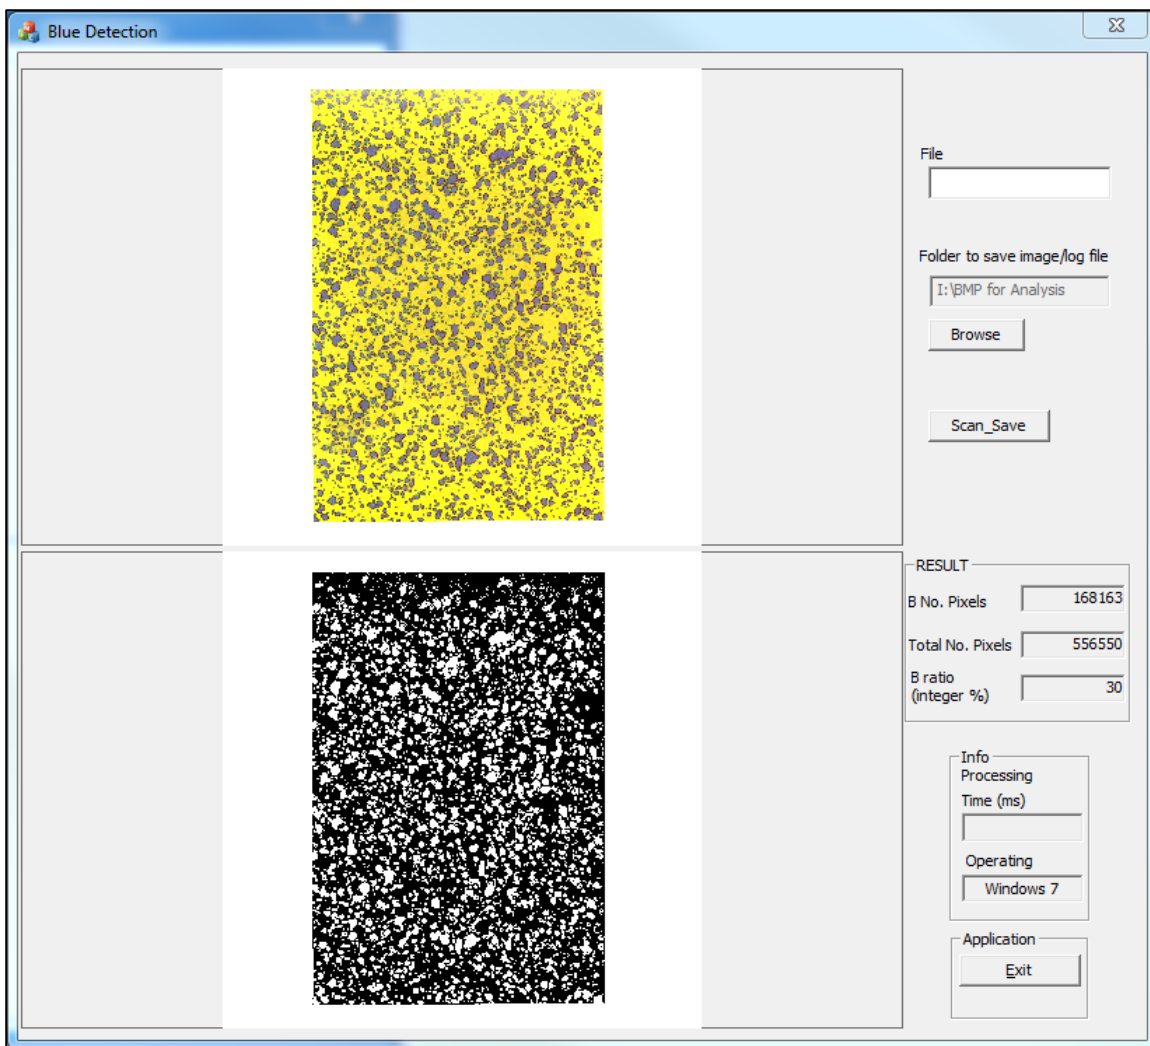 Blue Detection
File
Folder to save image/log file
I:\BMP for Analysis
Browse
Scan_Save
RESULT
B No. Pixels 168163
Total No. Pixels 556550
B ratio
(integer %) 30
Info
Processing
Time (ms)
Operating
Windows 7
Application
Exit